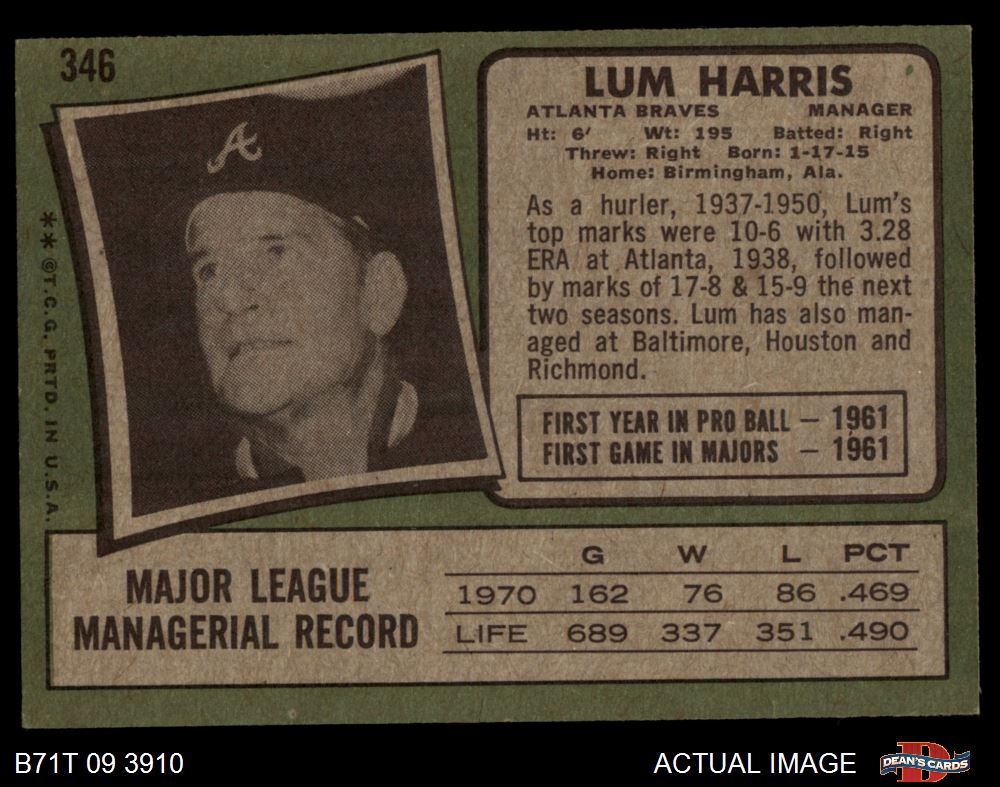 346
LUM HARRIS
ATLANTA BRAVES MANAGER
Ht: 6' Wt: 195 Batted: Right
Threw: Right Born: 1-17-15
Home: Birmingham, Ala.
As a hurler, 1937-1950, Lum's
top marks were 10-6 with 3.28
ERA at Atlanta, 1938, followed
by marks of 17-8 & 15-9 the next
two seasons. Lum has also man-
aged at Baltimore, Houston and
Richmond.
FIRST YEAR IN PRO BALL — 1961
FIRST GAME IN MAJORS — 1961
A
** ©T.C.G. PRTD. IN U.S.A.
MAJOR LEAGUE
MANAGERIAL RECORD
G W L PCT
1970 162 76 86 .469
LIFE 689 337 351 .490
B71T 09 3910
ACTUAL IMAGE
B
DEAN'S CARDS